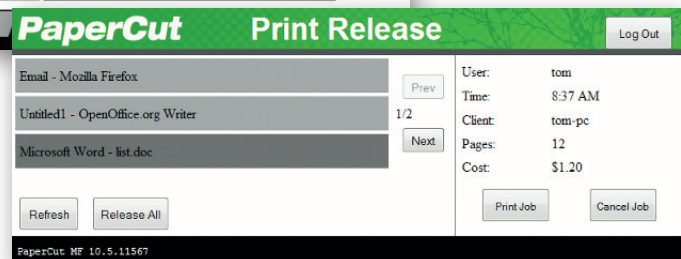 PaperCut Print Release Log Out
Email - Mozilla Firefox
Untitled1 - OpenOffice.org Writer
Microsoft Word - list.doc
Prev
1/2
Next
Refresh Release All
User: tom
Time: 8:37 AM
Client: tom-pc
Pages: 12
Cost: $1.20
Print Job Cancel Job
PaperCut MF 10.5.11567